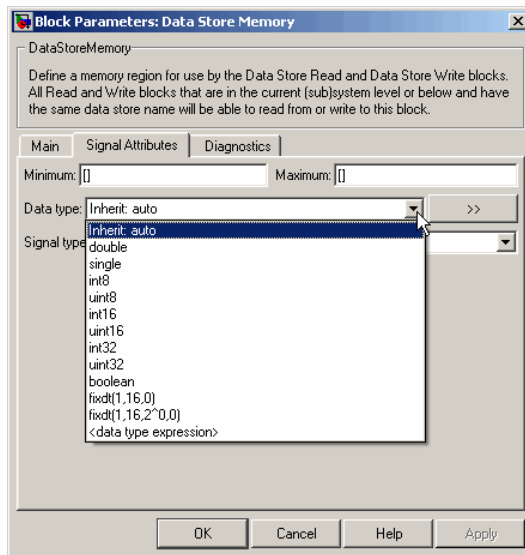 Block Parameters: Data Store Memory
DataStoreMemory
Define a memory region for use by the Data Store Read and Data Store Write blocks.
All Read and Write blocks that are in the current (sub)system level or below and have
the same data store name will be able to read from or write to this block.
Main Signal Attributes Diagnostics
Minimum: [] Maximum: []
Data type: Inherit: auto >>
Inherit: auto
Signal type
double
single
int8
uint8
int16
uint16
int32
uint32
boolean
fixdt(1,16,0)
fixdt(1,16,2^0,0)
<data type expression>
OK Cancel Help Apply